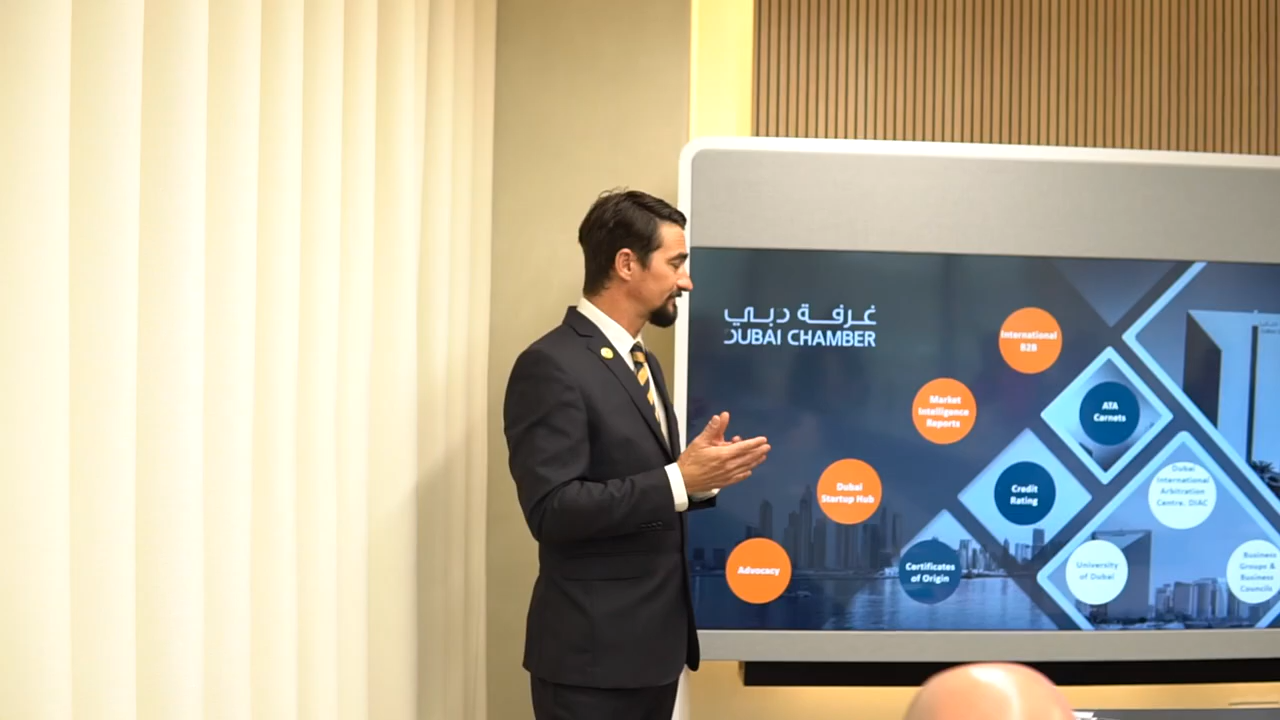 غرفة دبي
DUBAI CHAMBER
International
B2B
Market
Intelligence
Reports
ATA
Carnets
Dubai
Startup Hub
Credit
Rating
Dubai
International
Arbitration
Centre. DIAC
Advocacy
Certificates
of Origin
University
of Dubai
Business
Groups &
Business
Councils